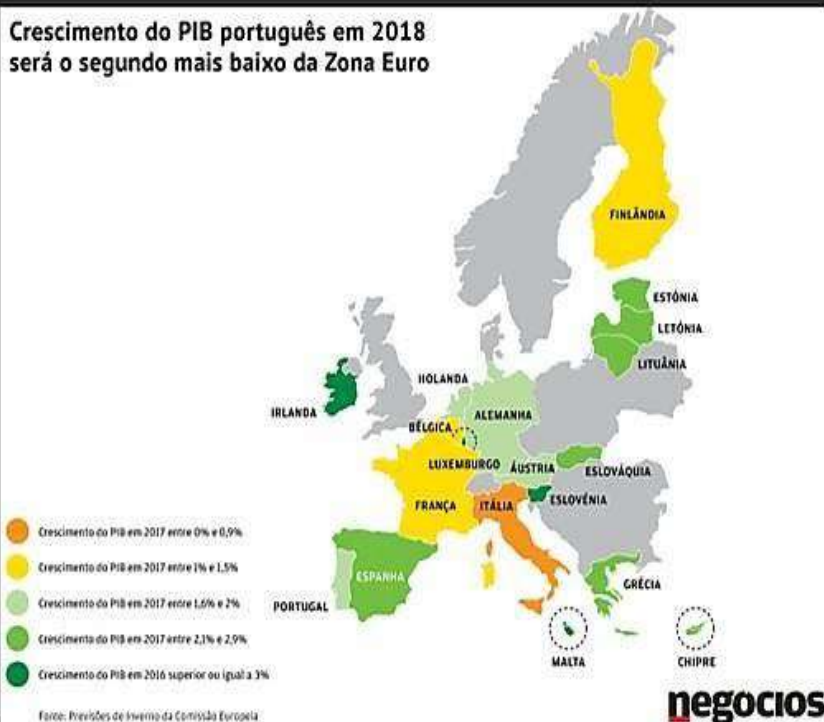 Crescimento do PIB português em 2018
será o segundo mais baixo da Zona Euro
FINLÂNDIA
ESTÓNIA
LETÓNIA
LITUÂNIA
HOLANDA
IRLANDA
ALEMANHA
BÉLGICA
LUXEMBURGO
ÁUSTRIA
ESLOVÁQUIA
FRANÇA
ITÁLIA
ESLOVÉNIA
ESPANHA
PORTUGAL
GRÉCIA
MALTA
CHIPRE
Crescimento do PIB em 2017 entre 0% e 0,9%
Crescimento do PIB em 2017 entre 1% e 1,5%
Crescimento do PIB em 2017 entre 1,6% e 2%
Crescimento do PIB em 2017 entre 2,1% e 2,9%
Crescimento do PIB em 2016 superior ou igual a 3%
Fonte: Previsões de Inverno da Comissão Europeia
negocios